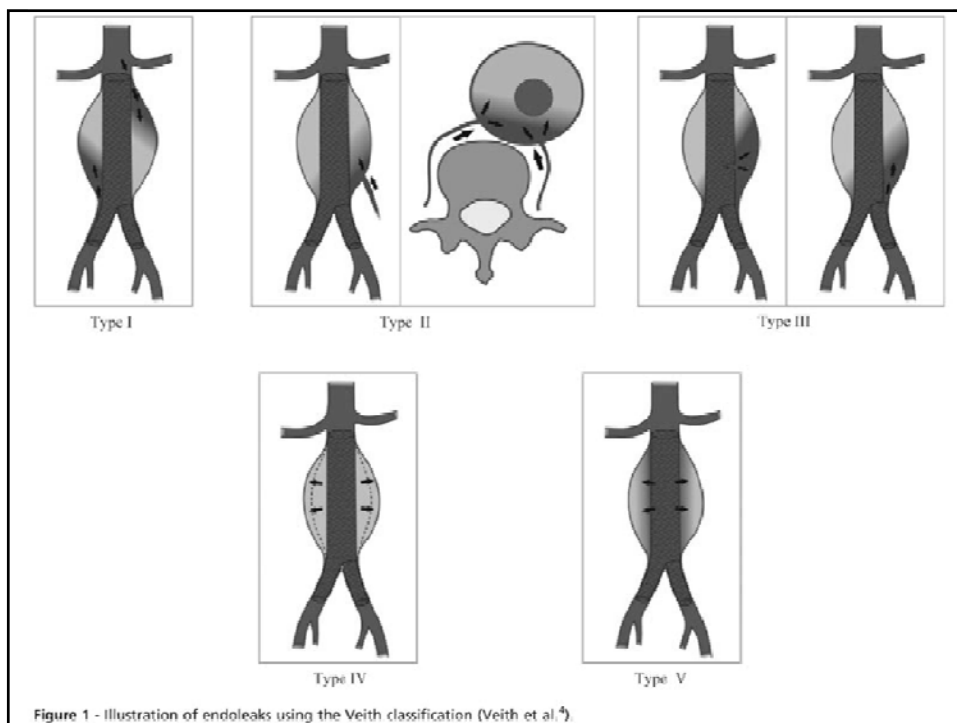 Type I
Type II
Type III
Type IV
Type V
Figure 1 - Illustration of endoleaks using the Veith classification (Veith et al.⁴).